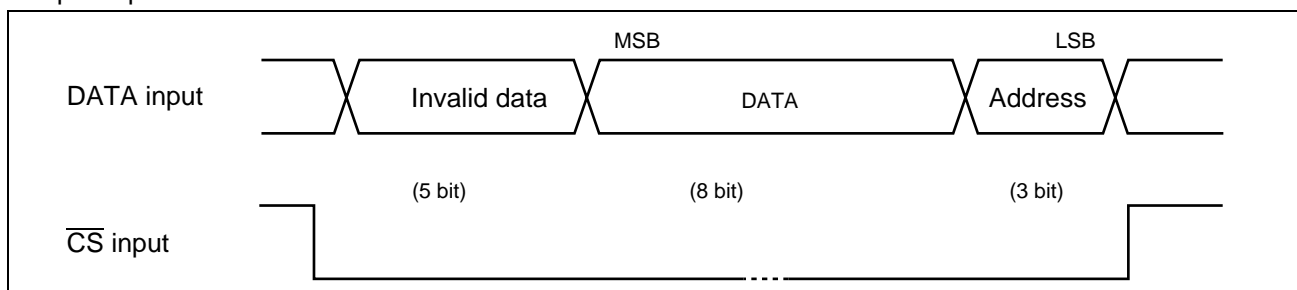 MSB LSB
DATA input Invalid data DATA Address
(5 bit) (8 bit) (3 bit)
CS input